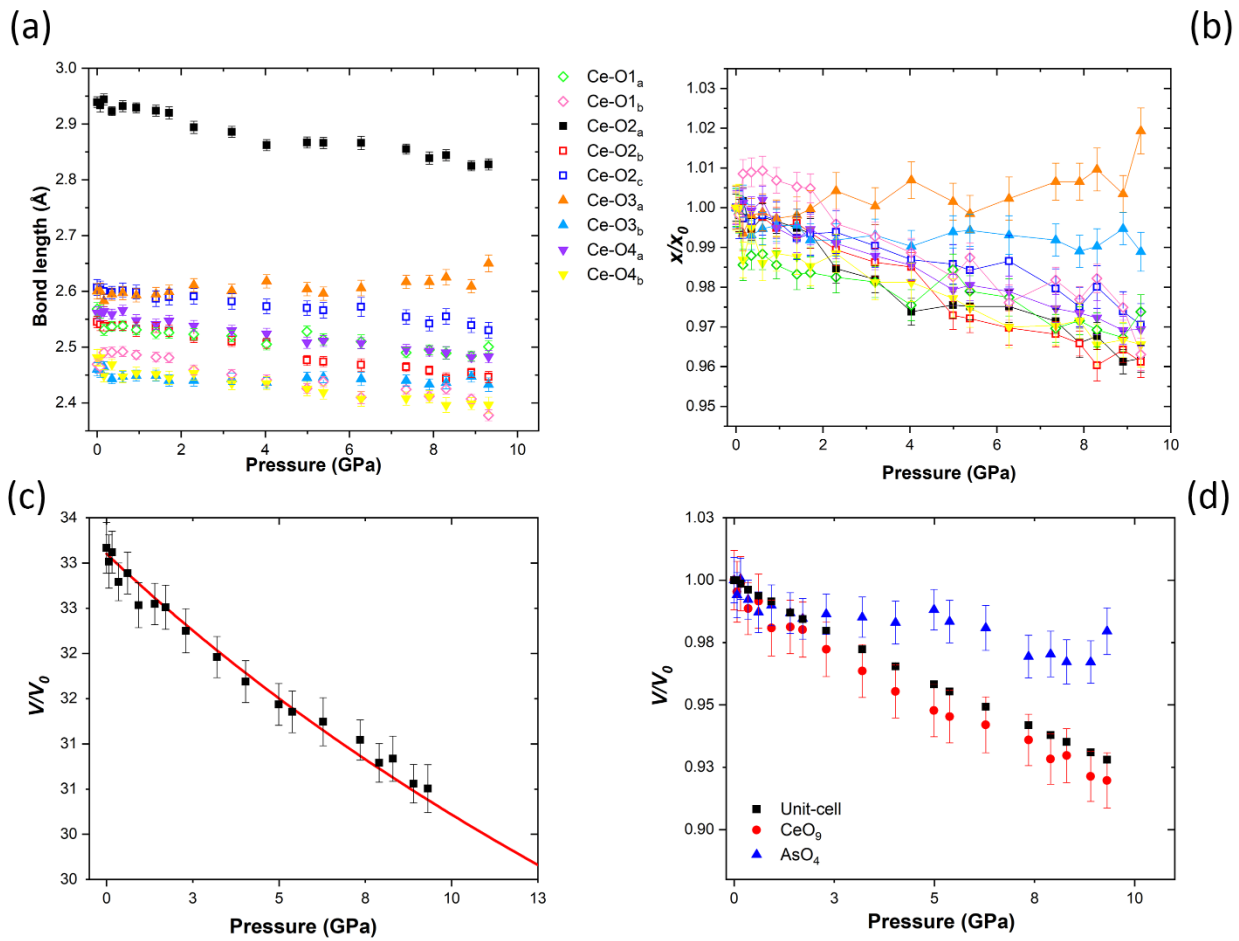 (a)
(b)
3.0
2.9
2.8
2.7
2.6
2.5
2.4
Bond length (Å)
0 2 4 6 8 10
Pressure (GPa)
Ce-O1a
Ce-O1b
Ce-O2a
Ce-O2b
Ce-O2c
Ce-O3a
Ce-O3b
Ce-O4a
Ce-O4b
1.03
1.02
1.01
1.00
0.99
0.98
0.97
0.96
0.95
x/x0
0 2 4 6 8 10
Pressure (GPa)
(c)
(d)
34
33
33
32
32
31
31
30
30
V/V0
0 3 5 8 10 13
Pressure (GPa)
1.03
1.00
0.98
0.95
0.93
0.90
V/V0
Unit-cell
CeO9
AsO4
0 3 5 8 10
Pressure (GPa)